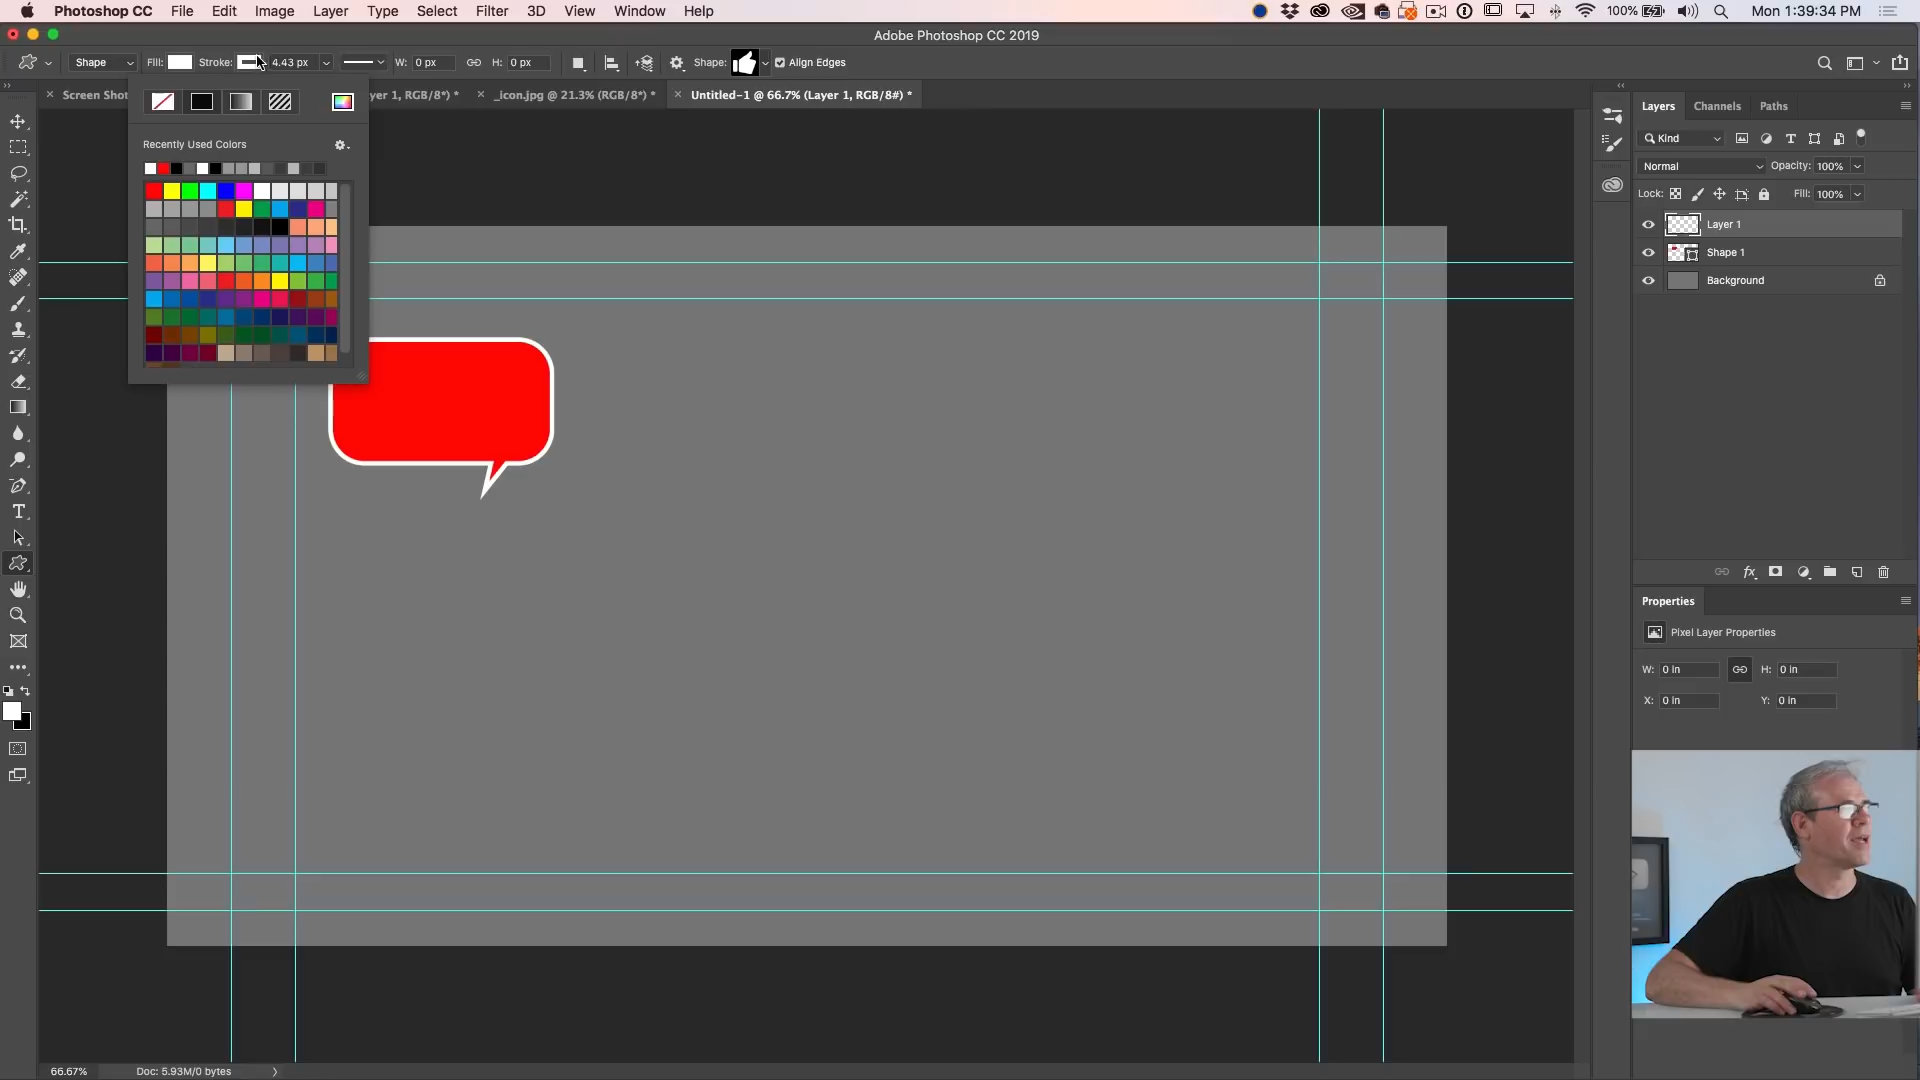 Photoshop CC File Edit Image Layer Type Select Filter 3D View Window Help 100% Mon 1:39:34 PM
Adobe Photoshop CC 2019
Shape Fill: Stroke: 4.43 px W: 0 px H: 0 px Shape: Align Edges
Screen Shot yer 1, RGB/8*) * _icon.jpg @ 21.3% (RGB/8*) * Untitled-1 @ 66.7% (Layer 1, RGB/8#) *
Layers Channels Paths
Kind
Recently Used Colors
Normal Opacity: 100%
Lock: Fill: 100%
Layer 1
Shape 1
Background
fx
Properties
Pixel Layer Properties
W: 0 in H: 0 in
X: 0 in Y: 0 in
66.67% Doc: 5.93M/0 bytes